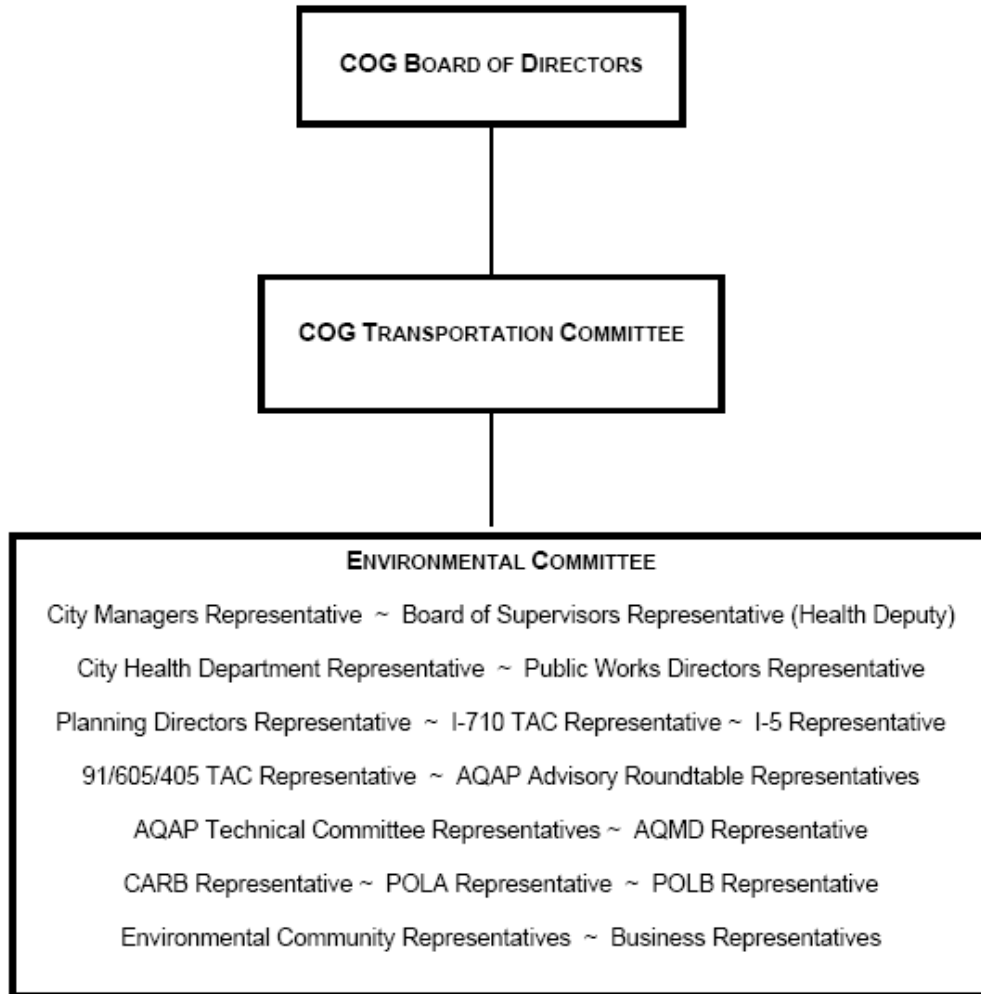 COG BOARD OF DIRECTORS
COG TRANSPORTATION COMMITTEE
ENVIRONMENTAL COMMITTEE
City Managers Representative ~ Board of Supervisors Representative (Health Deputy)
City Health Department Representative ~ Public Works Directors Representative
Planning Directors Representative ~ I-710 TAC Representative ~ I-5 Representative
91/605/405 TAC Representative ~ AQAP Advisory Roundtable Representatives
AQAP Technical Committee Representatives ~ AQMD Representative
CARB Representative ~ POLA Representative ~ POLB Representative
Environmental Community Representatives ~ Business Representatives